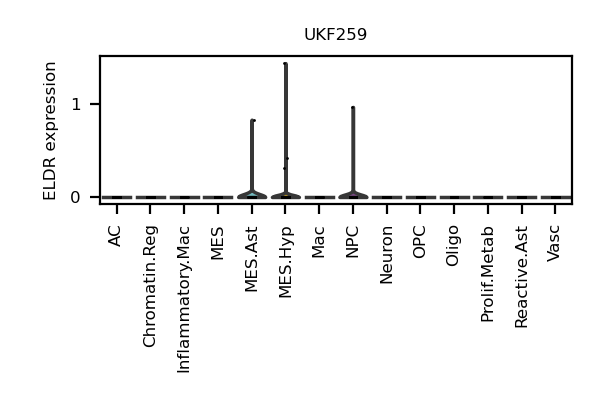 UKF259
ELDR expression
1
0
AC
Chromatin.Reg
Inflammatory.Mac
MES
MES.Ast
MES.Hyp
Mac
NPC
Neuron
OPC
Oligo
Prolif.Metab
Reactive.Ast
Vasc